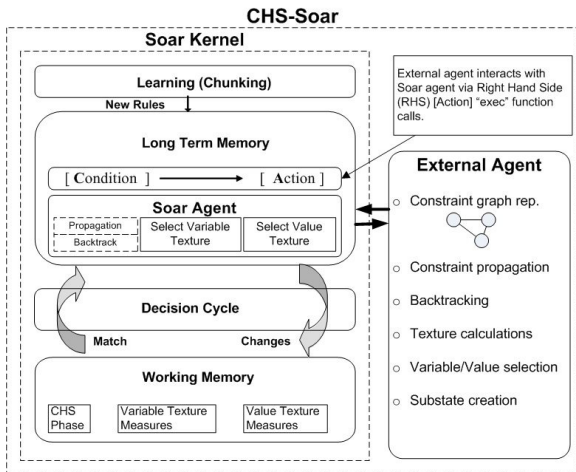 CHS-Soar
Soar Kernel
Learning (Chunking)
New Rules
Long Term Memory
[ Condition ] [ Action ]
Soar Agent
Propagation
Backtrack
Select Variable
Texture
Select Value
Texture
Decision Cycle
Match
Changes
Working Memory
CHS
Phase
Variable Texture
Measures
Value Texture
Measures
External agent interacts with
Soar agent via Right Hand Side
(RHS) [Action] “exec” function
calls.
External Agent
Constraint graph rep.
Constraint propagation
Backtracking
Texture calculations
Variable/Value selection
Substate creation